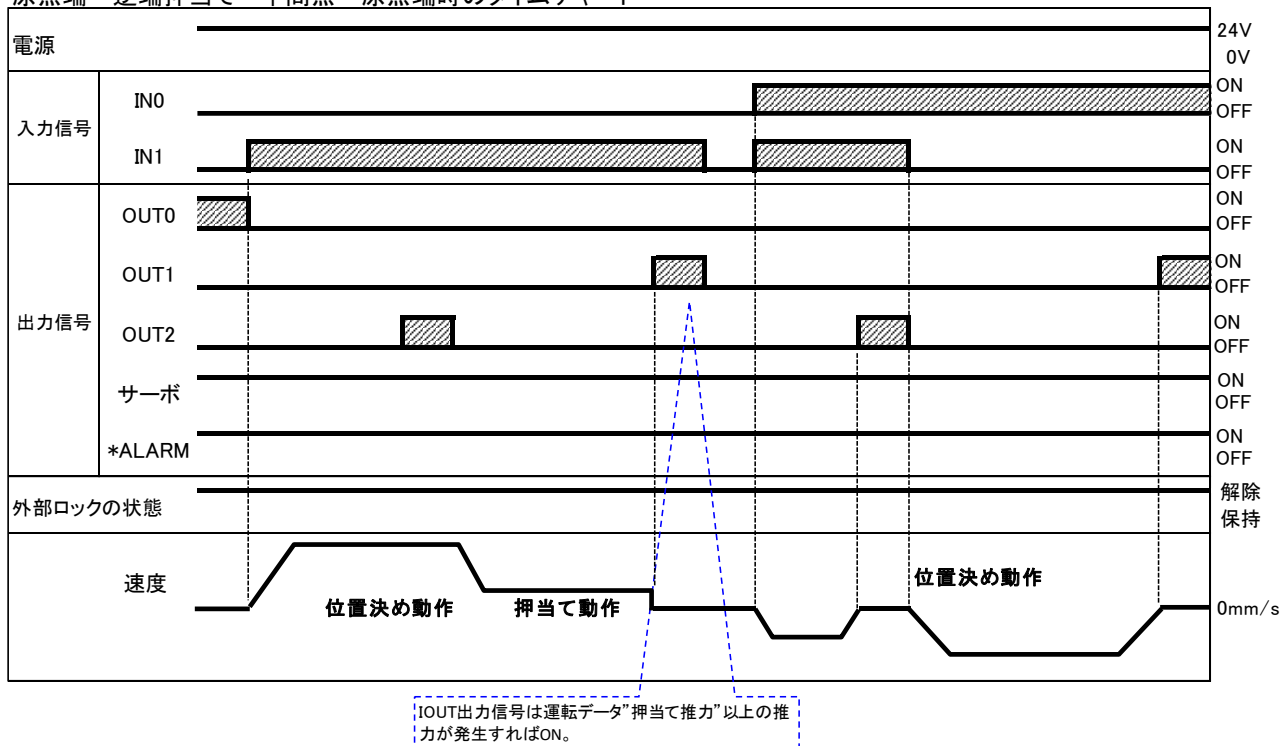 電源
24V
0V
入力信号
IN0
ON
OFF
IN1
ON
OFF
出力信号
OUT0
ON
OFF
OUT1
ON
OFF
OUT2
ON
OFF
サーボ
ON
OFF
*ALARM
ON
OFF
外部ロックの状態
解除
保持
速度
位置決め動作
押当て動作
位置決め動作
0mm/s
IOUT出力信号は運転データ”押当て推力”以上の推
力が発生すればON。